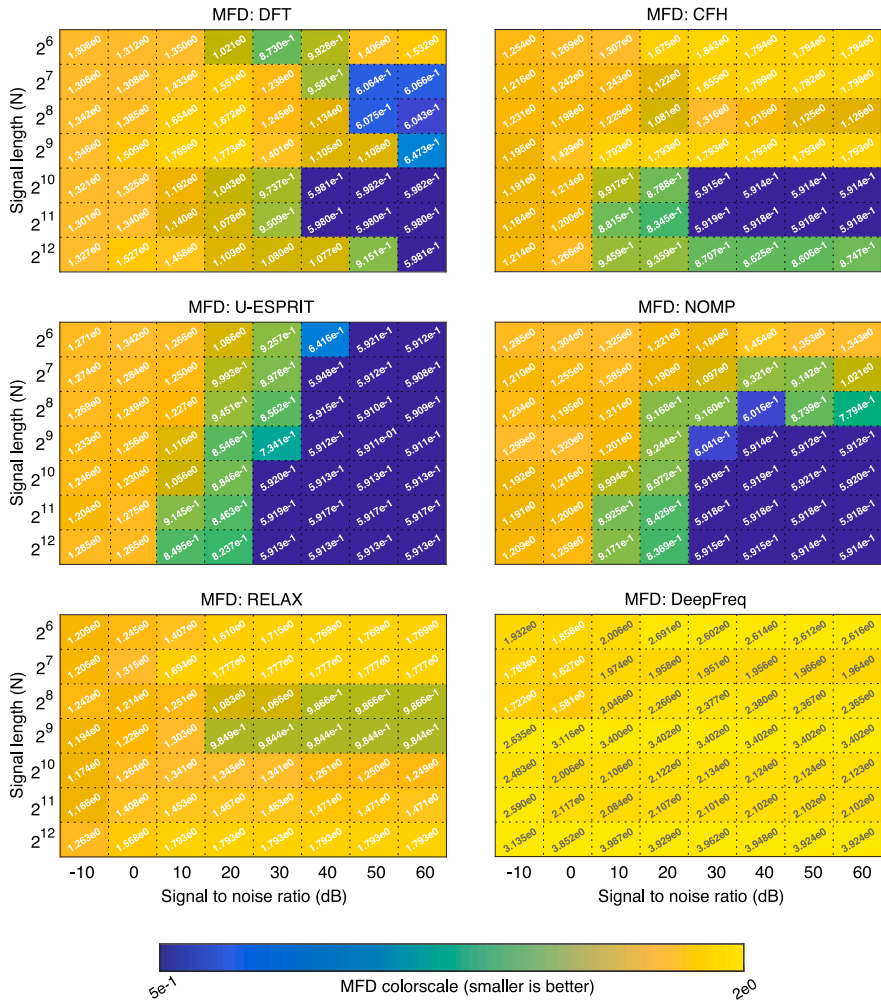 MFD: DFT
MFD: CFH
Signal length (N)
2^6 1.308e0 1.312e0 1.350e0 1.021e0 8.730e-1 9.928e-1 1.406e0 1.532e0
2^7 1.306e0 1.308e0 1.433e0 1.551e0 1.238e0 9.581e-1 6.064e-1 6.066e-1
2^8 1.342e0 1.385e0 1.654e0 1.672e0 1.245e0 1.134e0 6.075e-1 6.043e-1
2^9 1.346e0 1.509e0 1.769e0 1.773e0 1.401e0 1.105e0 1.108e0 6.473e-1
2^10 1.321e0 1.325e0 1.192e0 1.043e0 9.737e-1 5.981e-1 5.982e-1 5.982e-1
2^11 1.301e0 1.340e0 1.140e0 1.078e0 9.509e-1 5.980e-1 5.980e-1 5.980e-1
2^12 1.327e0 1.527e0 1.458e0 1.109e0 1.080e0 1.077e0 9.151e-1 5.981e-1
1.254e0 1.269e0 1.307e0 1.675e0 1.843e0 1.794e0 1.794e0 1.794e0
1.216e0 1.242e0 1.243e0 1.122e0 1.655e0 1.799e0 1.782e0 1.798e0
1.231e0 1.198e0 1.229e0 1.081e0 1.316e0 1.215e0 1.125e0 1.126e0
1.195e0 1.429e0 1.793e0 1.793e0 1.793e0 1.793e0 1.793e0 1.793e0
1.191e0 1.214e0 9.917e-1 8.768e-1 5.915e-1 5.914e-1 5.914e-1 5.914e-1
1.184e0 1.200e0 8.815e-1 8.345e-1 5.919e-1 5.918e-1 5.918e-1 5.918e-1
1.214e0 1.266e0 9.459e-1 9.359e-1 8.707e-1 8.625e-1 8.606e-1 8.747e-1
MFD: U-ESPRIT
MFD: NOMP
Signal length (N)
2^6 1.271e0 1.342e0 1.266e0 1.086e0 9.257e-1 6.416e-1 5.921e-1 5.912e-1
2^7 1.274e0 1.284e0 1.250e0 9.993e-1 8.978e-1 5.948e-1 5.912e-1 5.908e-1
2^8 1.269e0 1.249e0 1.227e0 9.451e-1 8.562e-1 5.915e-1 5.910e-1 5.909e-1
2^9 1.233e0 1.256e0 1.116e0 8.546e-1 7.341e-1 5.912e-1 5.911e-01 5.911e-1
2^10 1.246e0 1.230e0 1.056e0 8.846e-1 5.920e-1 5.913e-1 5.913e-1 5.913e-1
2^11 1.204e0 1.275e0 9.145e-1 8.463e-1 5.919e-1 5.917e-1 5.917e-1 5.917e-1
2^12 1.285e0 1.265e0 8.495e-1 8.237e-1 5.913e-1 5.913e-1 5.913e-1 5.913e-1
1.285e0 1.304e0 1.325e0 1.221e0 1.184e0 1.454e0 1.353e0 1.343e0
1.210e0 1.255e0 1.285e0 1.190e0 1.097e0 9.321e-1 9.142e-1 1.021e0
1.234e0 1.195e0 1.211e0 9.168e-1 9.160e-1 6.016e-1 8.739e-1 7.794e-1
1.299e0 1.320e0 1.201e0 9.244e-1 6.041e-1 5.914e-1 5.912e-1 5.912e-1
1.192e0 1.216e0 9.994e-1 8.972e-1 5.919e-1 5.919e-1 5.912e-1 5.920e-1
1.191e0 1.200e0 8.925e-1 8.429e-1 5.918e-1 5.918e-1 5.918e-1 5.918e-1
1.209e0 1.259e0 9.171e-1 8.369e-1 5.915e-1 5.915e-1 5.914e-1 5.914e-1
MFD: RELAX
MFD: DeepFreq
Signal length (N)
2^6 1.209e0 1.245e0 1.407e0 1.610e0 1.715e0 1.769e0 1.769e0 1.769e0
2^7 1.206e0 1.315e0 1.694e0 1.777e0 1.777e0 1.777e0 1.777e0 1.777e0
2^8 1.242e0 1.214e0 1.251e0 1.083e0 1.066e0 9.866e-1 9.866e-1 9.866e-1
2^9 1.194e0 1.228e0 1.303e0 9.849e-1 9.844e-1 9.844e-1 9.844e-1 9.844e-1
2^10 1.174e0 1.264e0 1.341e0 1.345e0 1.341e0 1.261e0 1.250e0 1.249e0
2^11 1.166e0 1.408e0 1.453e0 1.467e0 1.463e0 1.471e0 1.471e0 1.471e0
2^12 1.263e0 1.568e0 1.793e0 1.793e0 1.793e0 1.793e0 1.793e0 1.793e0
1.932e0 1.858e0 2.006e0 2.691e0 2.602e0 2.614e0 2.612e0 2.616e0
1.763e0 1.627e0 1.974e0 1.958e0 1.951e0 1.956e0 1.966e0 1.964e0
1.722e0 1.581e0 2.046e0 2.266e0 2.377e0 2.380e0 2.367e0 2.365e0
2.635e0 3.116e0 3.400e0 3.402e0 3.402e0 3.402e0 3.402e0 3.402e0
2.483e0 2.006e0 2.106e0 2.122e0 2.134e0 2.124e0 2.124e0 2.123e0
2.590e0 2.117e0 2.084e0 2.107e0 2.101e0 2.102e0 2.102e0 2.102e0
3.135e0 3.852e0 3.987e0 3.929e0 3.962e0 3.948e0 3.924e0 3.924e0
-10 0 10 20 30 40 50 60
-10 0 10 20 30 40 50 60
Signal to noise ratio (dB)
Signal to noise ratio (dB)
5e-1
MFD colorscale (smaller is better)
2e0